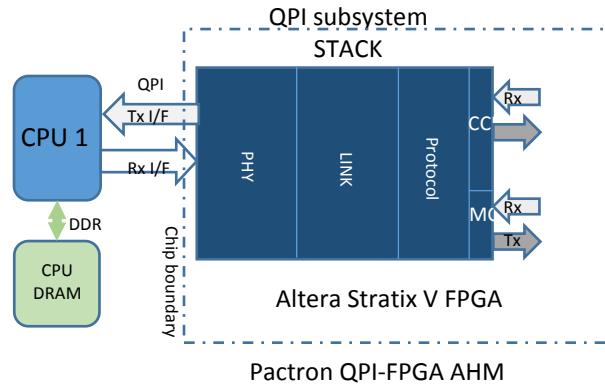 QPI subsystem
STACK
QPI
Tx I/F
Rx I/F
CPU 1
DDR
CPU
DRAM
Chip boundary
PHY
LINK
Protocol
CC
Rx
MC
Rx
Tx
Altera Stratix V FPGA
Pactron QPI-FPGA AHM